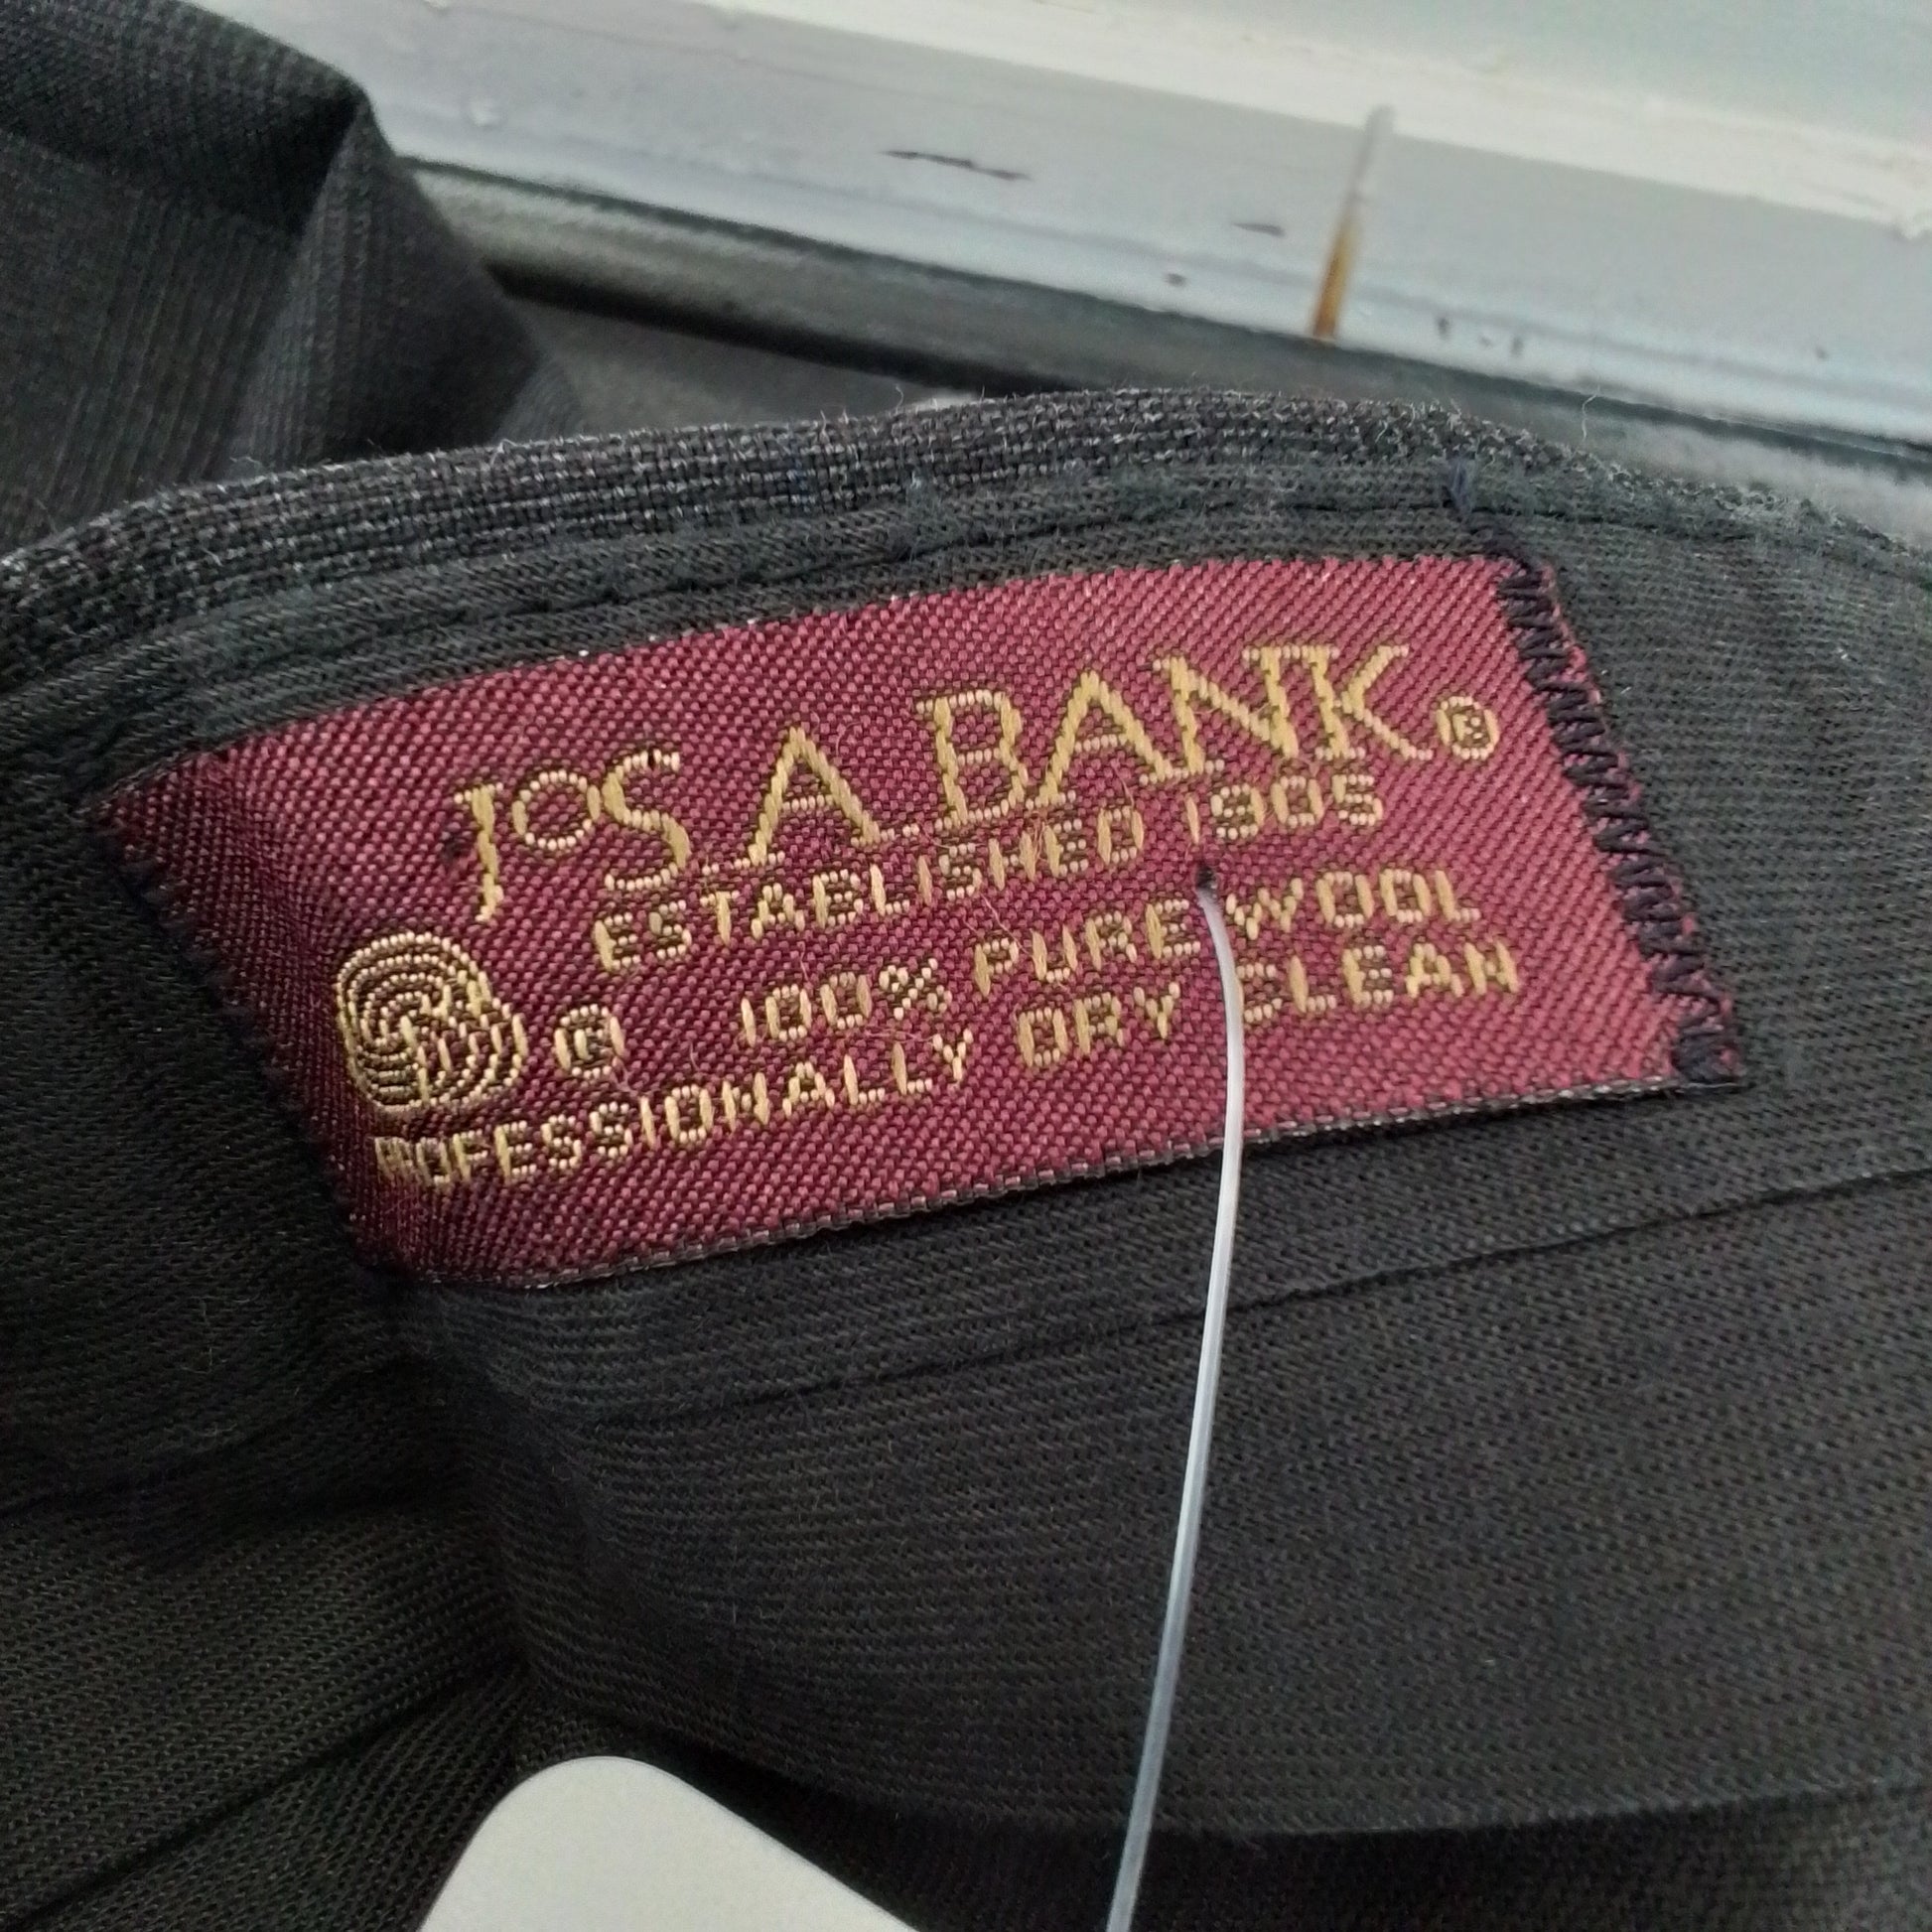 JOS A BANK®
ESTABLISHED 1905
® 100% PURE WOOL
PROFESSIONALLY DRY CLEAN